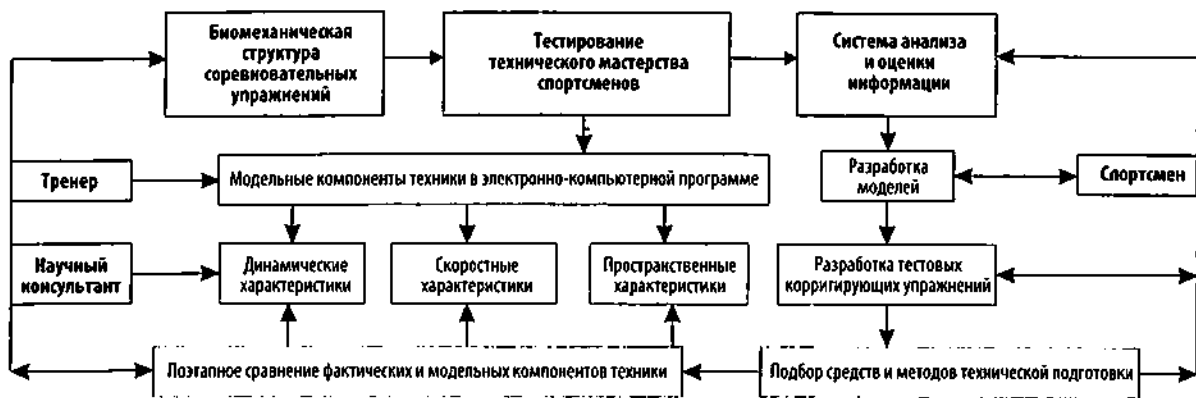 Биомеханическая
структура
соревновательных
упражнений
Тестирование
технического мастерства
спортсменов
Система анализа
и оценки
информации
Тренер
Модельные компоненты техники в электронно-компьютерной программе
Разработка
моделей
Спортсмен
Научный
консультант
Динамические
характеристики
Скоростные
характеристики
Пространственные
характеристики
Разработка тестовых
корригирующих упражнений
Поэтапное сравнение фактических и модельных компонентов техники
Подбор средств и методов технической подготовки